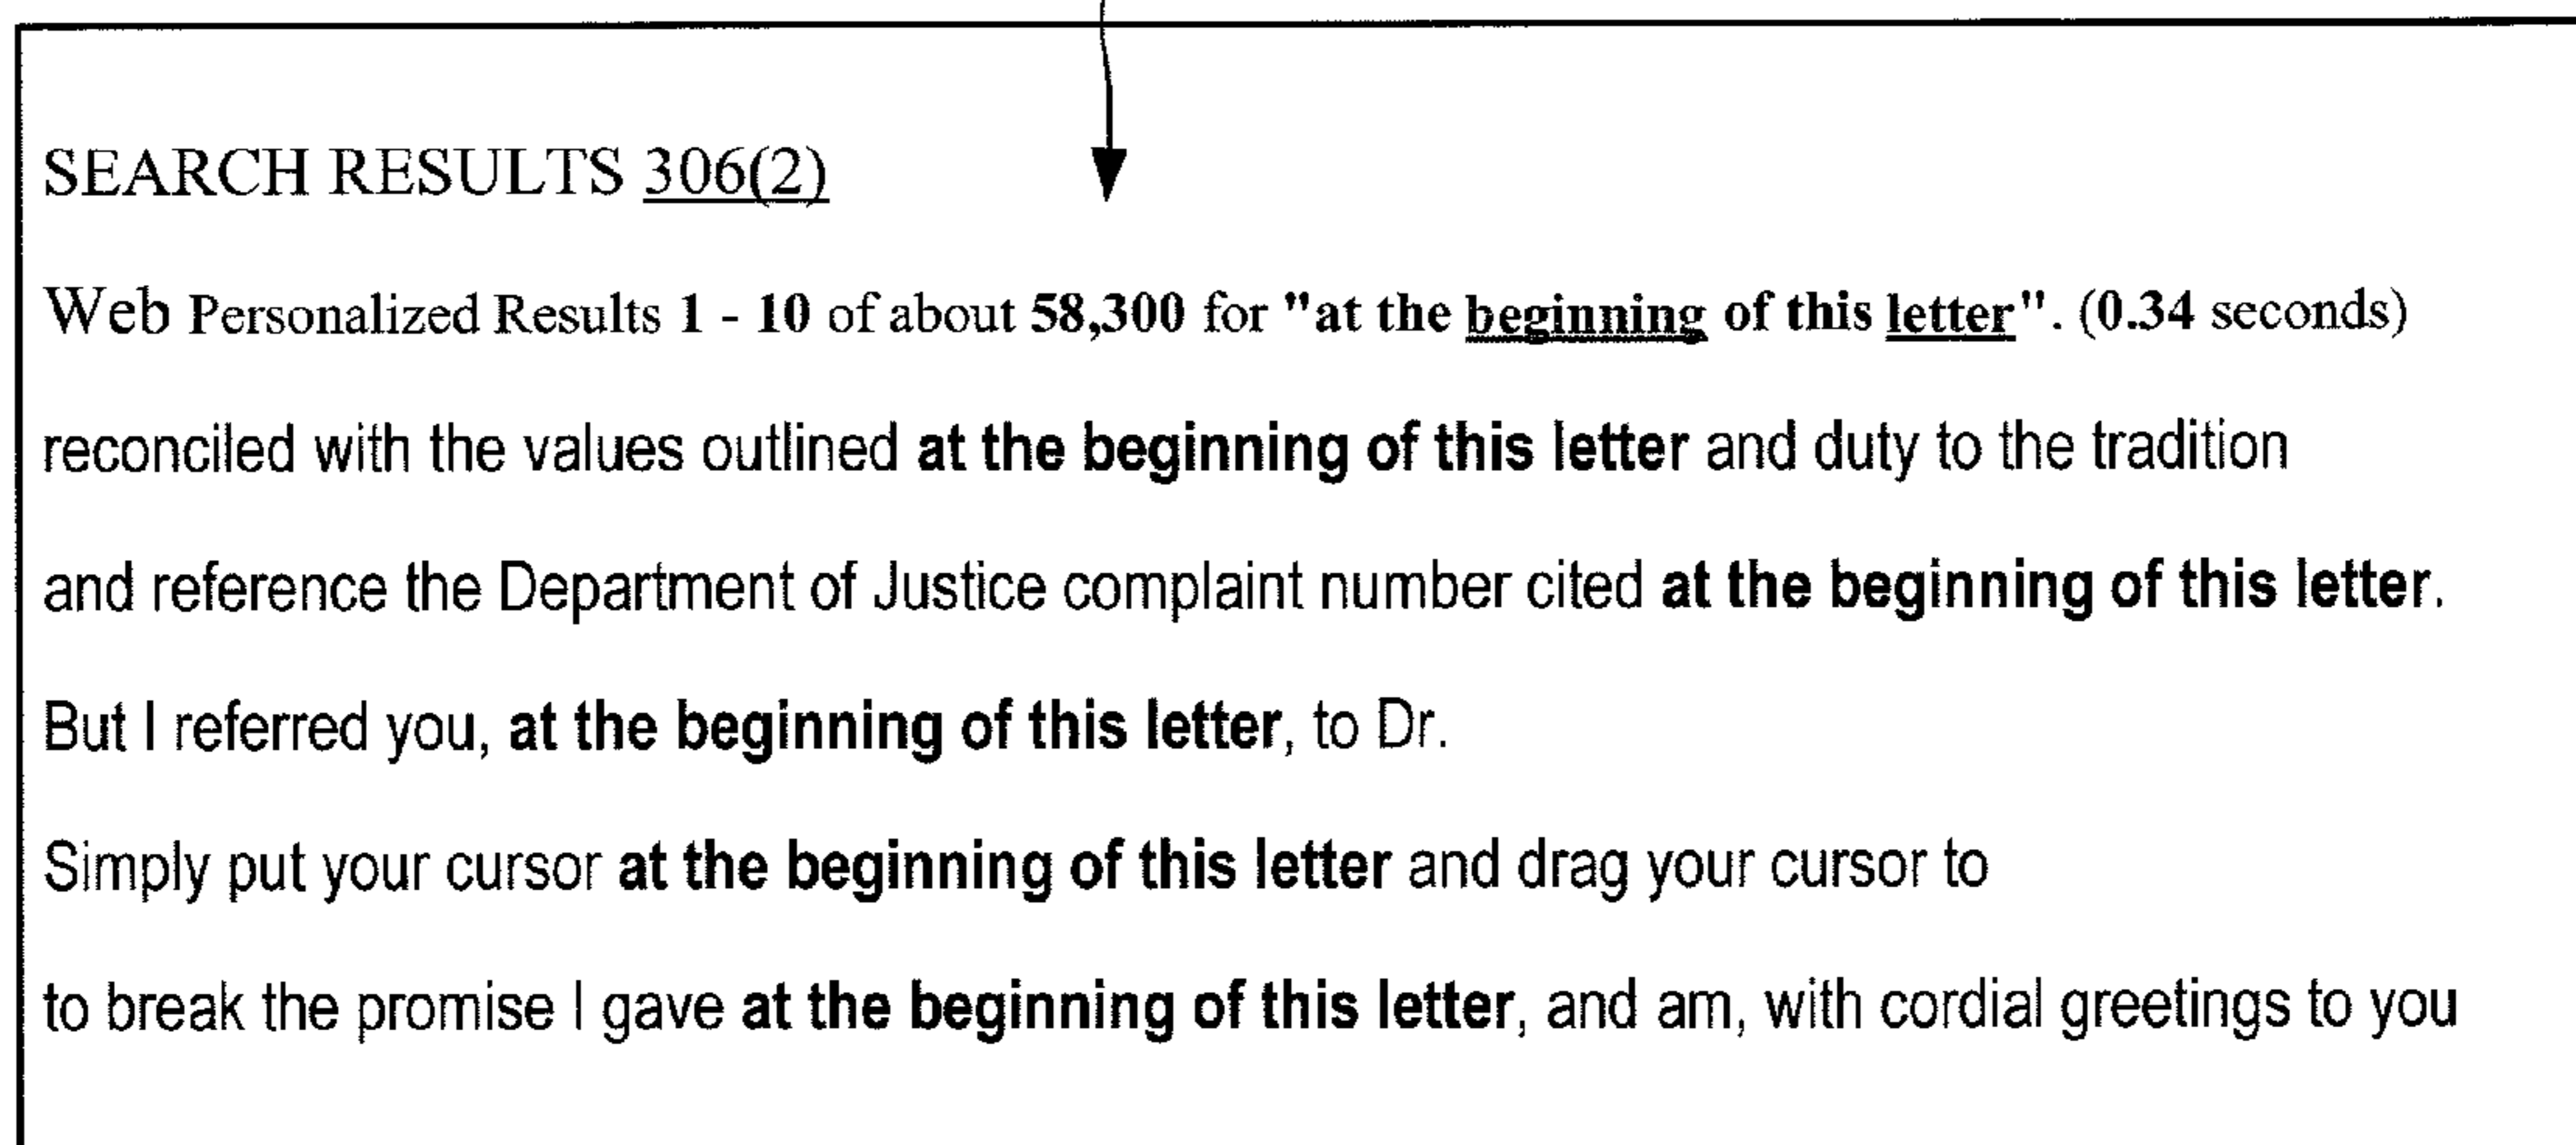 SEARCH RESULTS 306(2)
Web Personalized Results 1 - 10 of about 58,300 for "at the beginning of this letter". (0.34 seconds)
reconciled with the values outlined at the beginning of this letter and duty to the tradition
and reference the Department of Justice complaint number cited at the beginning of this letter.
But I referred you, at the beginning of this letter, to Dr.
Simply put your cursor at the beginning of this letter and drag your cursor to
to break the promise I gave at the beginning of this letter, and am, with cordial greetings to you